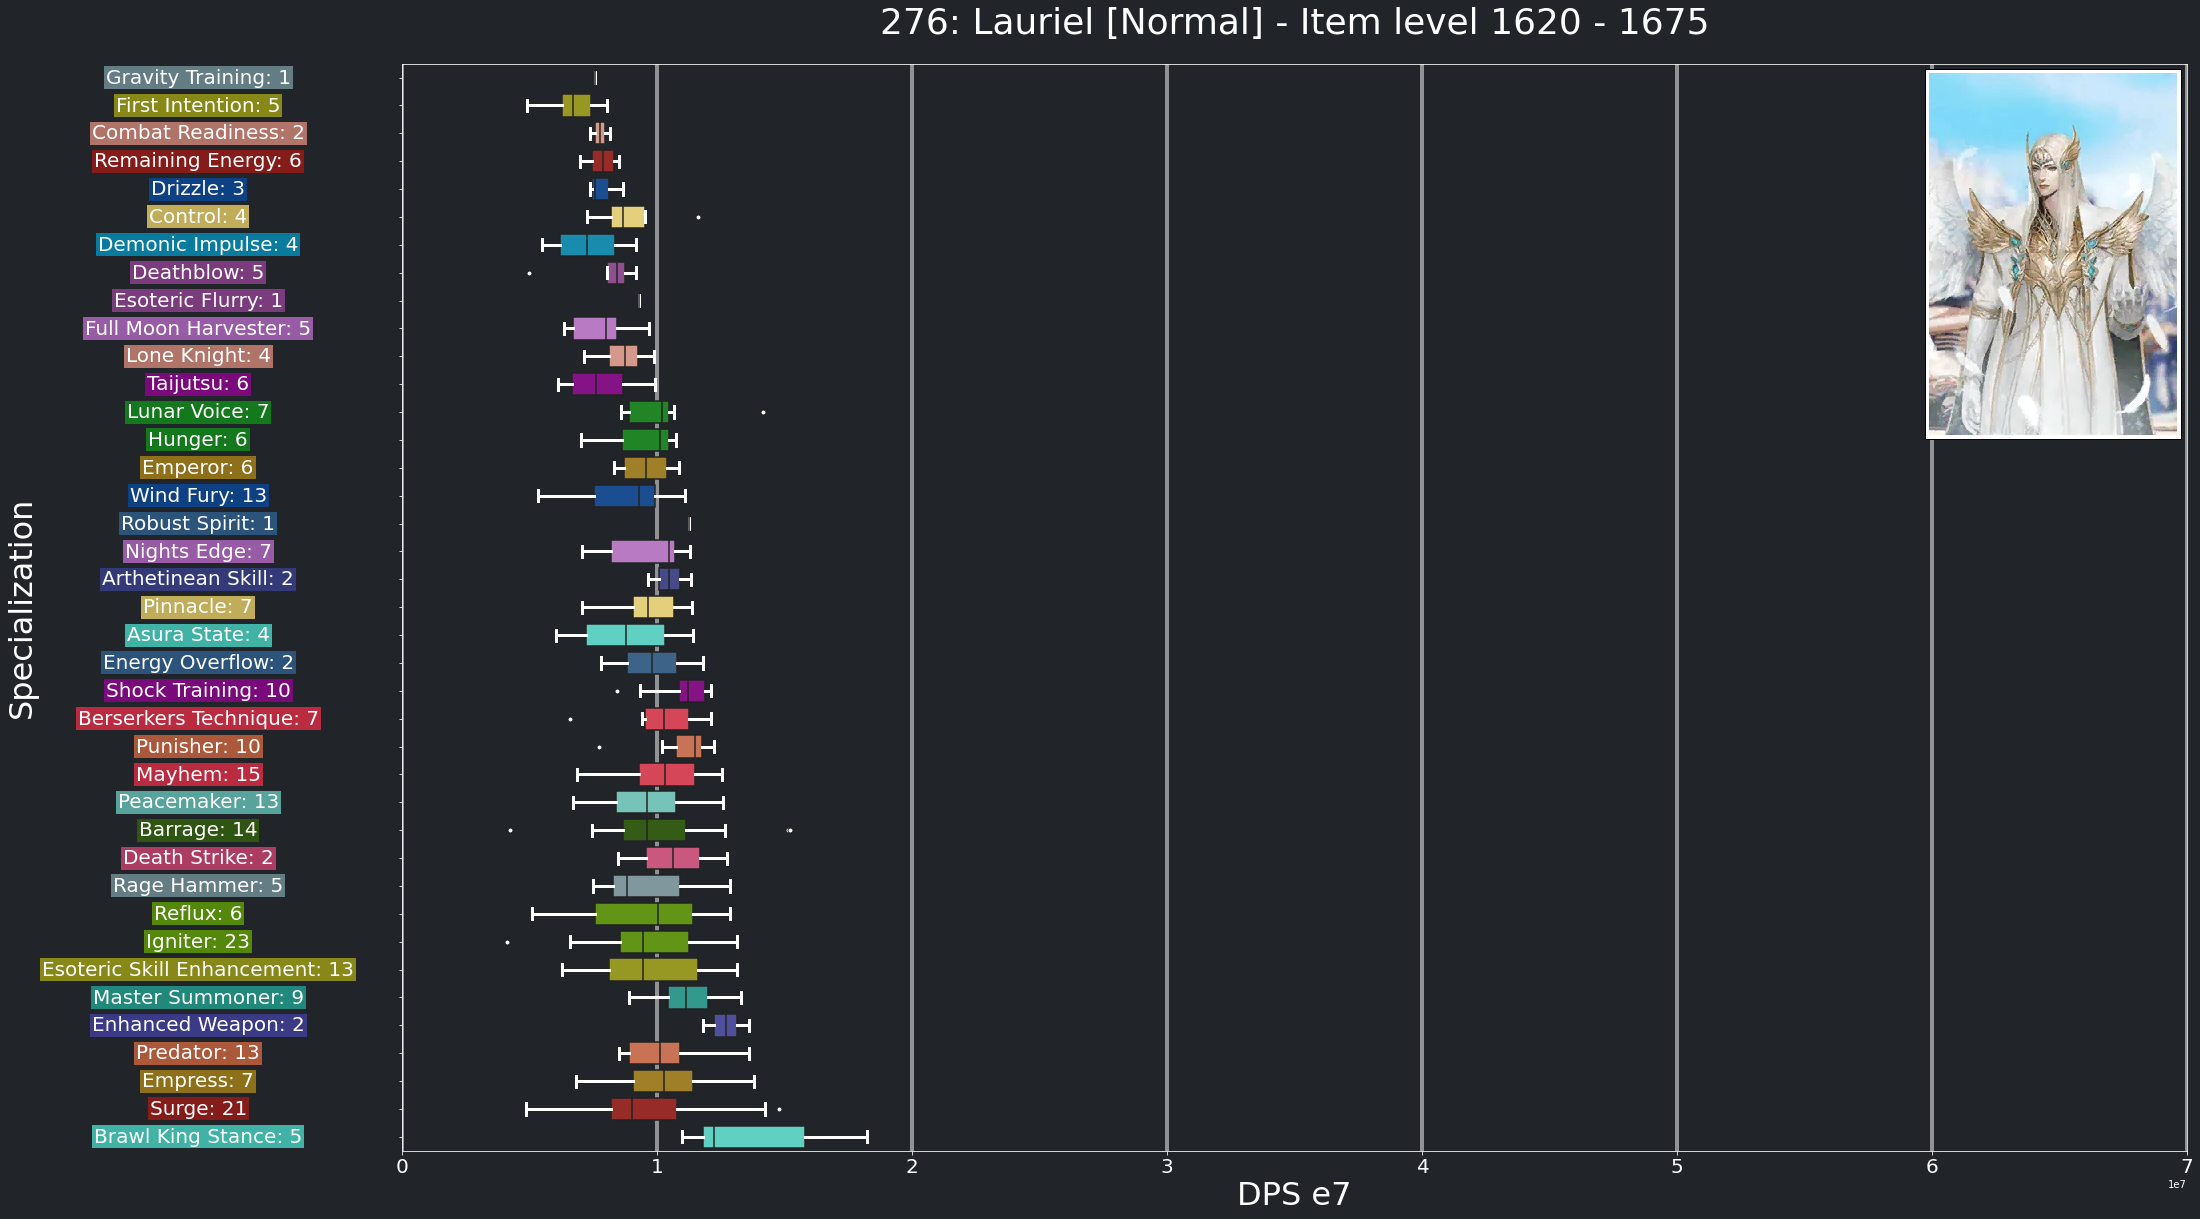 276: Lauriel [Normal] - Item level 1620 - 1675
Gravity Training: 1
First Intention: 5
Combat Readiness: 2
Remaining Energy: 6
Drizzle: 3
Control: 4
Demonic Impulse: 4
Deathblow: 5
Esoteric Flurry: 1
Full Moon Harvester: 5
Lone Knight: 4
Taijutsu: 6
Lunar Voice: 7
Hunger: 6
Emperor: 6
Wind Fury: 13
Robust Spirit: 1
Nights Edge: 7
Arthetinean Skill: 2
Pinnacle: 7
Asura State: 4
Energy Overflow: 2
Shock Training: 10
Berserkers Technique: 7
Punisher: 10
Mayhem: 15
Peacemaker: 13
Barrage: 14
Death Strike: 2
Rage Hammer: 5
Reflux: 6
Igniter: 23
Esoteric Skill Enhancement: 13
Master Summoner: 9
Enhanced Weapon: 2
Predator: 13
Empress: 7
Surge: 21
Brawl King Stance: 5
Specialization
0 1 2 3 4 5 6 7
1e7
DPS e7